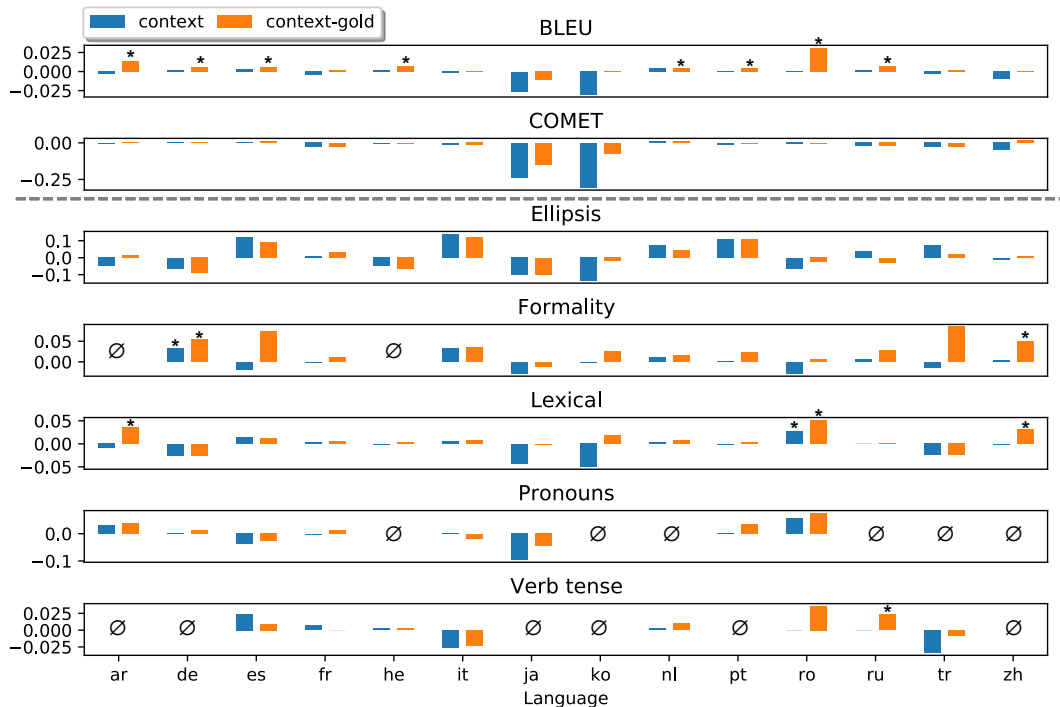 context context-gold
BLEU
0.025
0.000
−0.025
* * * * * * * *
COMET
0.00
−0.25
Ellipsis
0.1
0.0
−0.1
Formality
0.05
0.00
∅ * * ∅ *
Lexical
0.05
0.00
−0.05
* * * *
Pronouns
0.0
−0.1
∅ ∅ ∅ ∅ ∅ ∅
Verb tense
0.025
0.000
−0.025
∅ ∅ ∅ ∅ ∅ * ∅
ar de es fr he it ja ko nl pt ro ru tr zh
Language